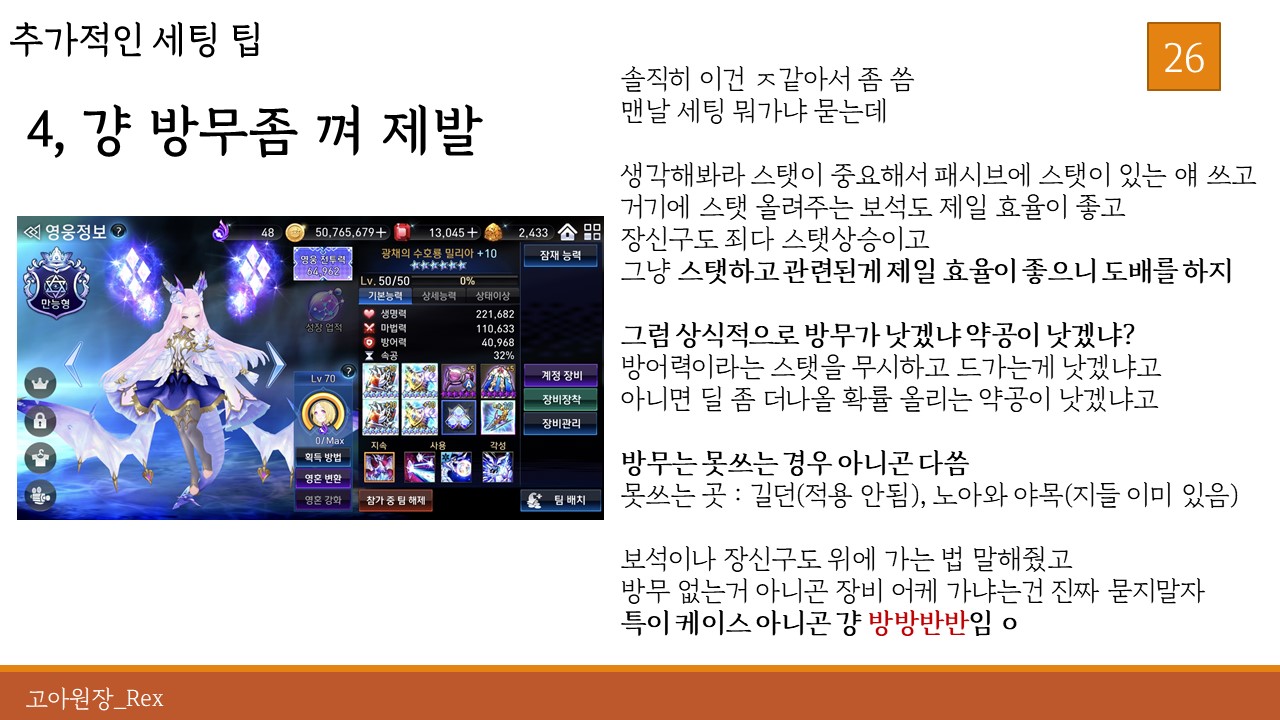 추가적인 세팅 팁
26
4, 걍 방무좀 껴 제발
솔직히 이건 ㅈ같아서 좀 씀
맨날 세팅 뭐가냐 묻는데
생각해봐라 스탯이 중요해서 패시브에 스탯이 있는 얘 쓰고
거기에 스탯 올려주는 보석도 제일 효율이 좋고
장신구도 죄다 스탯상승이고
그냥 스탯하고 관련된게 제일 효율이 좋으니 도배를 하지
그럼 상식적으로 방무가 낫겠냐 약공이 낫겠냐?
방어력이라는 스탯을 무시하고 드가는게 낫겠냐고
아니면 딜 좀 더나올 확률 올리는 약공이 낫겠냐고
방무는 못쓰는 경우 아니곤 다씀
못쓰는 곳 : 길던(적용 안됨), 노아와 야목(지들 이미 있음)
보석이나 장신구도 위에 가는 법 말해줬고
방무 없는거 아니곤 장비 어케 가냐는건 진짜 묻지말자
특이 케이스 아니곤 걍 방방반반임 ㅇ
영웅정보 ?
48 50,765,679+ 13,045+ 2,433
만능형
영웅 전투력
64,962
성장 업적
광채의 수호룡 밀리아 +10
잠재 능력
Lv. 50/50 0%
기본능력 상세능력 상태이상
생명력 221,682
마법력 110,633
방어력 40,968
속공 32%
Lv 70 ?
0/Max
획득 방법
영혼 변환
영혼 강화
계정 장비
장비장착
장비관리
지속 사용 각성
참가 중 팀 해제
팀 배치
고아원장_Rex